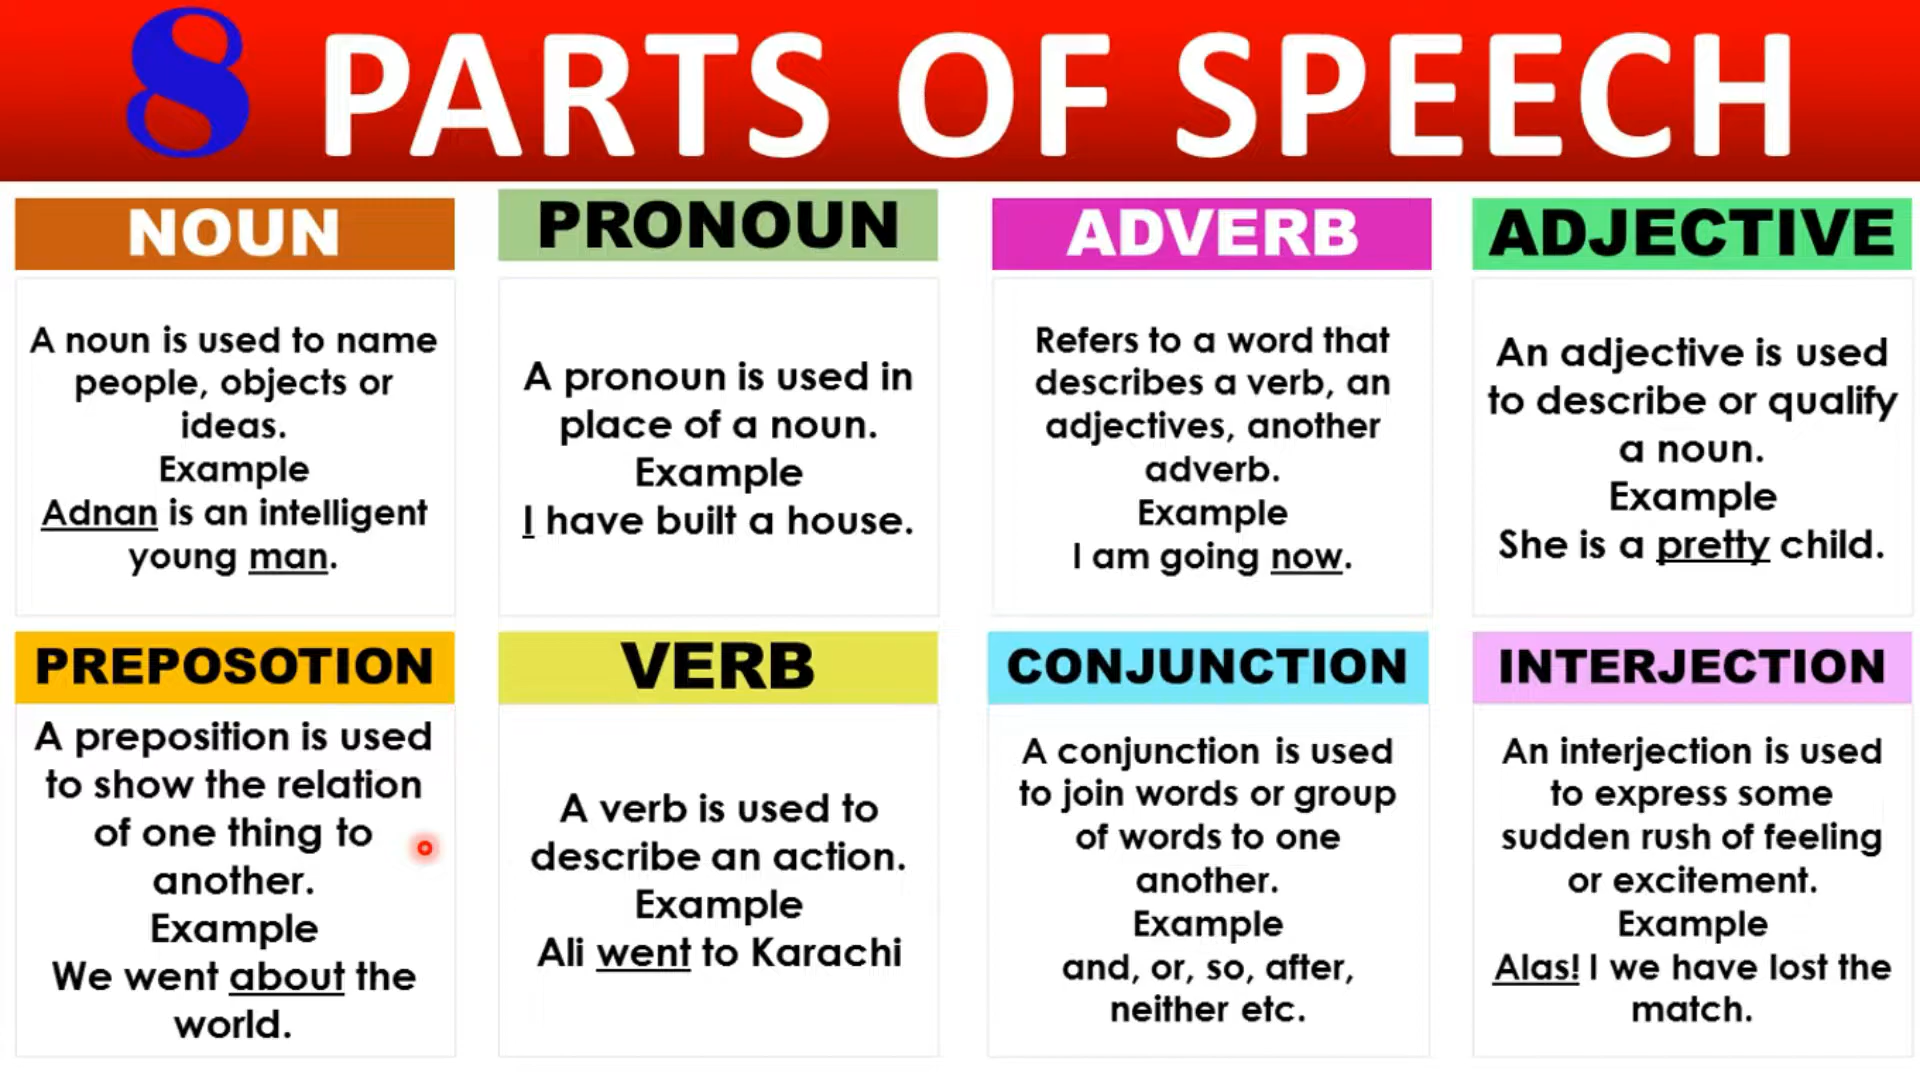 8 PARTS OF SPEECH
NOUN
A noun is used to name
people, objects or
ideas.
Example
Adnan is an intelligent
young man.
PRONOUN
A pronoun is used in
place of a noun.
Example
I have built a house.
ADVERB
Refers to a word that
describes a verb, an
adjectives, another
adverb.
Example
I am going now.
ADJECTIVE
An adjective is used
to describe or qualify
a noun.
Example
She is a pretty child.
PREPOSOTION
A preposition is used
to show the relation
of one thing to
another.
Example
We went about the
world.
VERB
A verb is used to
describe an action.
Example
Ali went to Karachi
CONJUNCTION
A conjunction is used
to join words or group
of words to one
another.
Example
and, or, so, after,
neither etc.
INTERJECTION
An interjection is used
to express some
sudden rush of feeling
or excitement.
Example
Alas! I we have lost the
match.